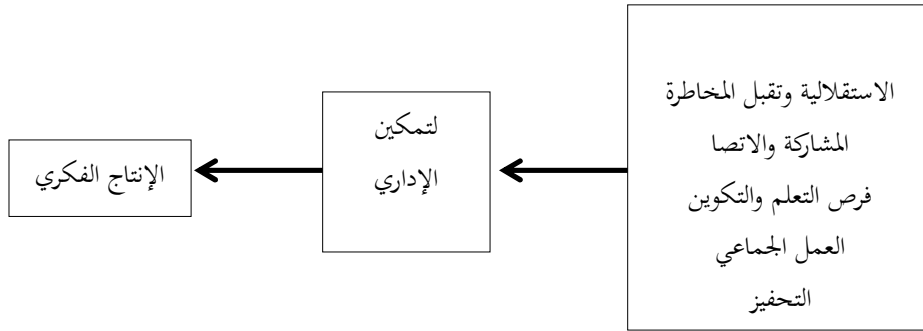 الاستقلالية وتقبل المخاطرة
المشاركة والاتصا
فرص التعلم والتكوين
العمل الجماعي
التحفيز
لتمكين
الإداري
الإنتاج الفكري